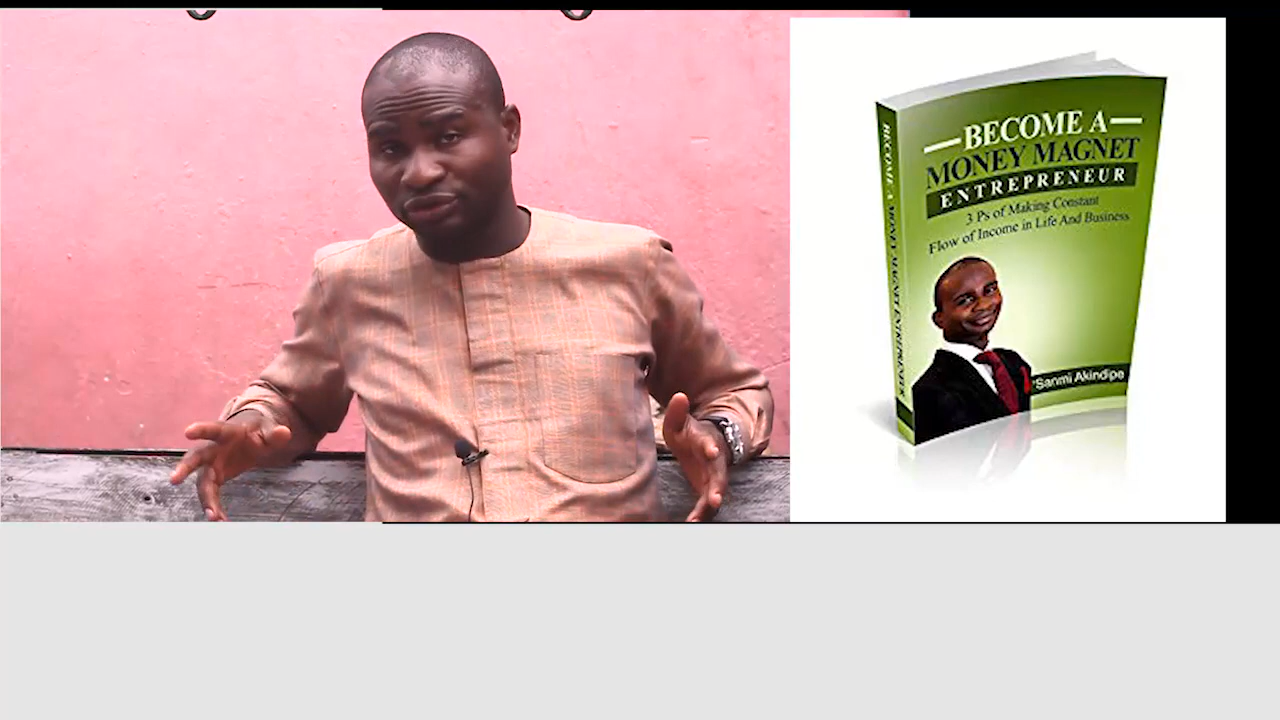 BECOME A
MONEY MAGNET
ENTREPRENEUR
3 Ps of Making Constant
Flow of Income in Life And Business
Sanmi Akindipe
BECOME A MONEY MAGNET ENTREPRENEUR